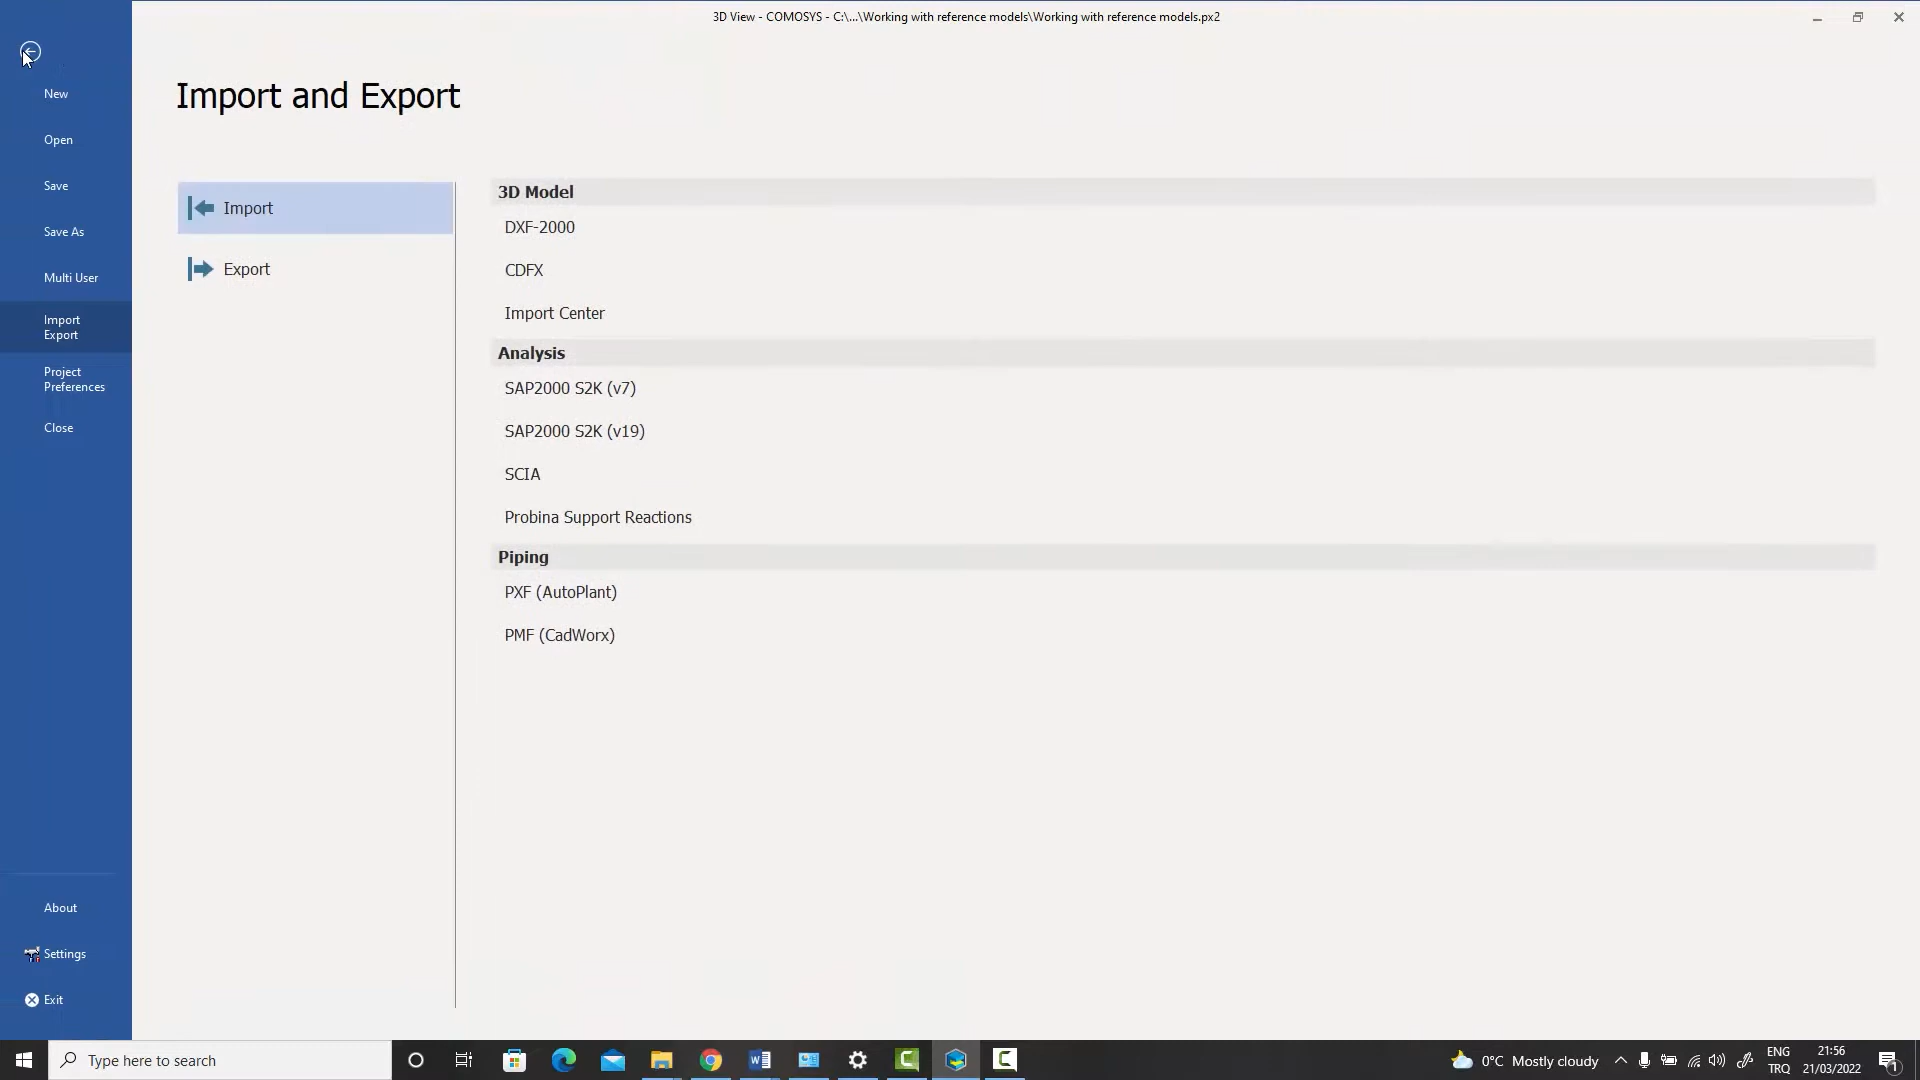 3D View - COMOSYS - C:\...\Working with reference models\Working with reference models.px2
New
Open
Save
Save As
Multi User
Import
Export
Project
Preferences
Close
About
Settings
Exit
Import and Export
Import
Export
3D Model
DXF-2000
CDFX
Import Center
Analysis
SAP2000 S2K (v7)
SAP2000 S2K (v19)
SCIA
Probina Support Reactions
Piping
PXF (AutoPlant)
PMF (CadWorx)
Type here to search
0°C Mostly cloudy
ENG
TRQ
21:56
21/03/2022
1